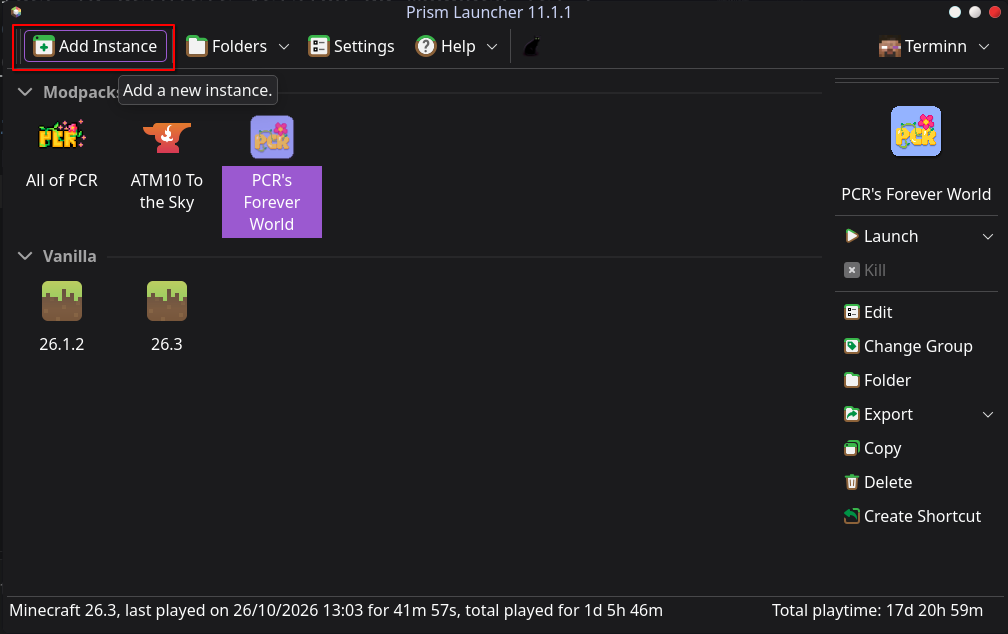 Prism Launcher 11.1.1
Add Instance
Folders
Settings
Help
Terminn
Add a new instance.
Modpacks
PCR
All of PCR
ATM10 To
the Sky
PCR
PCR's
Forever
World
Vanilla
26.1.2
26.3
PCR
PCR's Forever World
Launch
Kill
Edit
Change Group
Folder
Export
Copy
Delete
Create Shortcut
Minecraft 26.3, last played on 26/10/2026 13:03 for 41m 57s, total played for 1d 5h 46m
Total playtime: 17d 20h 59m